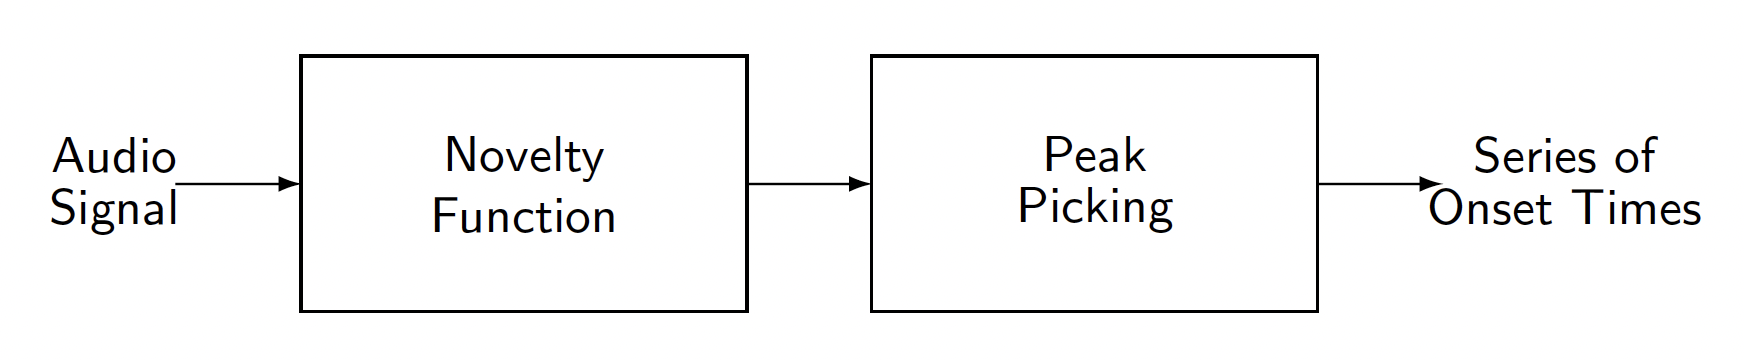 Audio
Signal
Novelty
Function
Peak
Picking
Series of
Onset Times